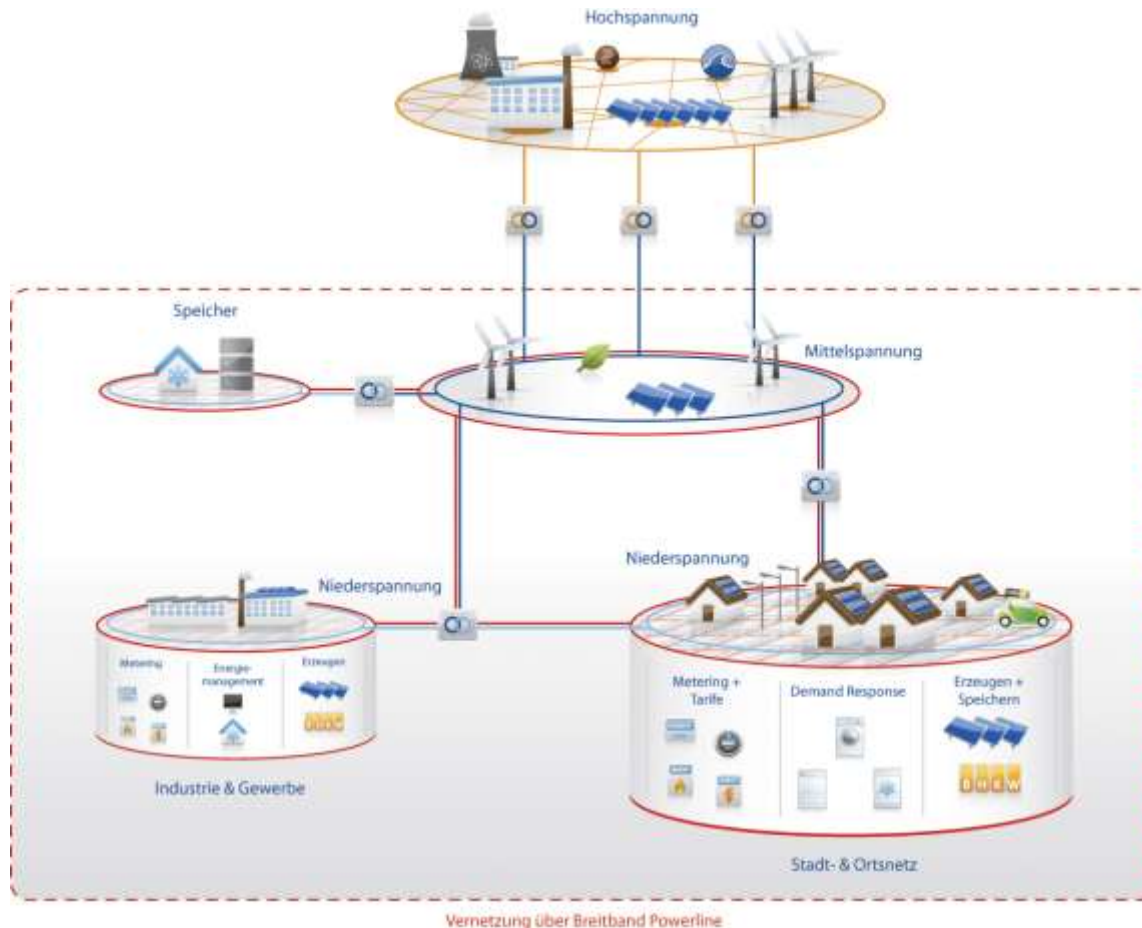 Hochspannung
Speicher
Mittelspannung
Niederspannung
Niederspannung
Metering
Energie-
management
Erzeugen
Metering +
Tarife
Demand Response
Erzeugen +
Speichern
B H K W
Industrie & Gewerbe
Stadt- & Ortsnetz
Vernetzung über Breitband Powerline